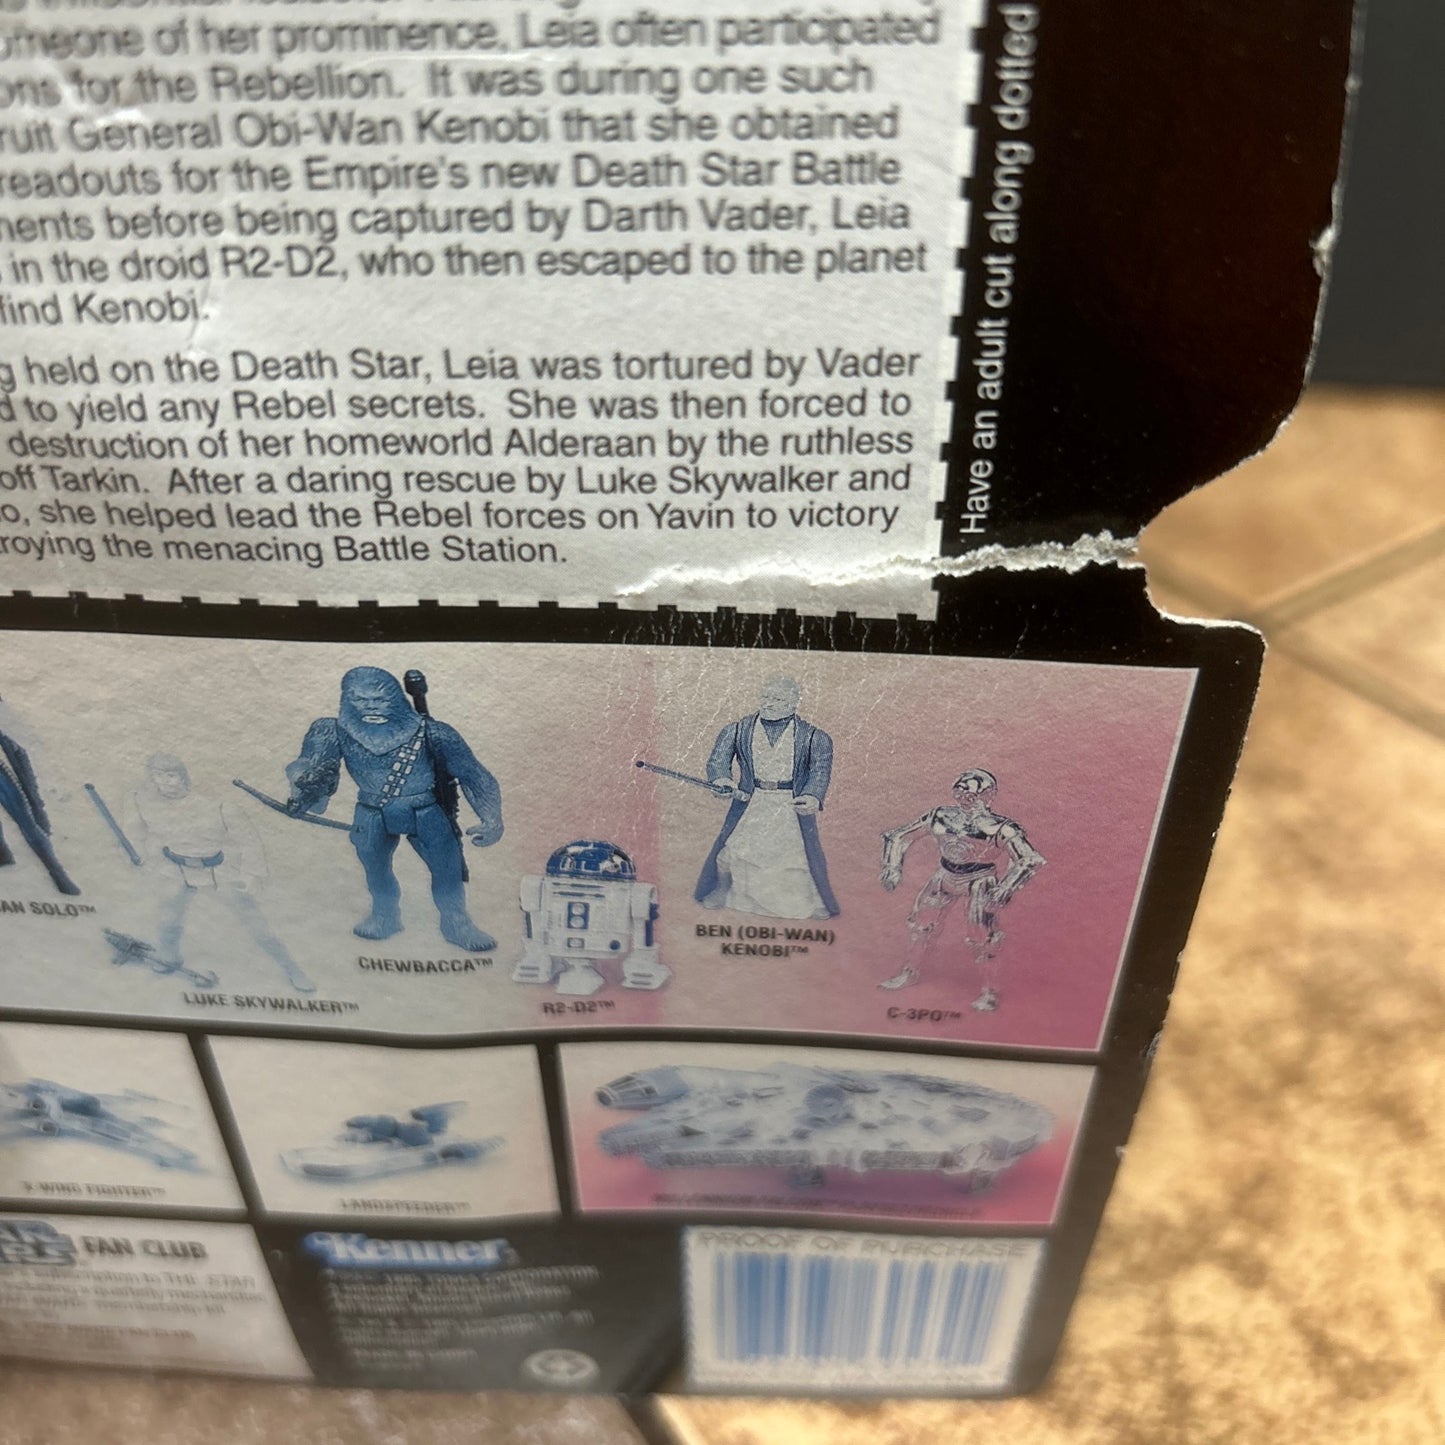 omeone of her prominence, Leia often participated
ons for the Rebellion. It was during one such
ruit General Obi-Wan Kenobi that she obtained
readouts for the Empire's new Death Star Battle
ments before being captured by Darth Vader, Leia
in the droid R2-D2, who then escaped to the planet
find Kenobi.
g held on the Death Star, Leia was tortured by Vader
d to yield any Rebel secrets. She was then forced to
destruction of her homeworld Alderaan by the ruthless
off Tarkin. After a daring rescue by Luke Skywalker and
o, she helped lead the Rebel forces on Yavin to victory
roying the menacing Battle Station.
Have an adult cut along dotted
AN SOLO™
LUKE SKYWALKER™
CHEWBACCA™
R2-D2™
BEN (OBI-WAN)
KENOBI™
C-3PO™
X-WING FIGHTER™
LANDSPEEDER™
FAN CLUB
Kenner
PROOF OF PURCHASE